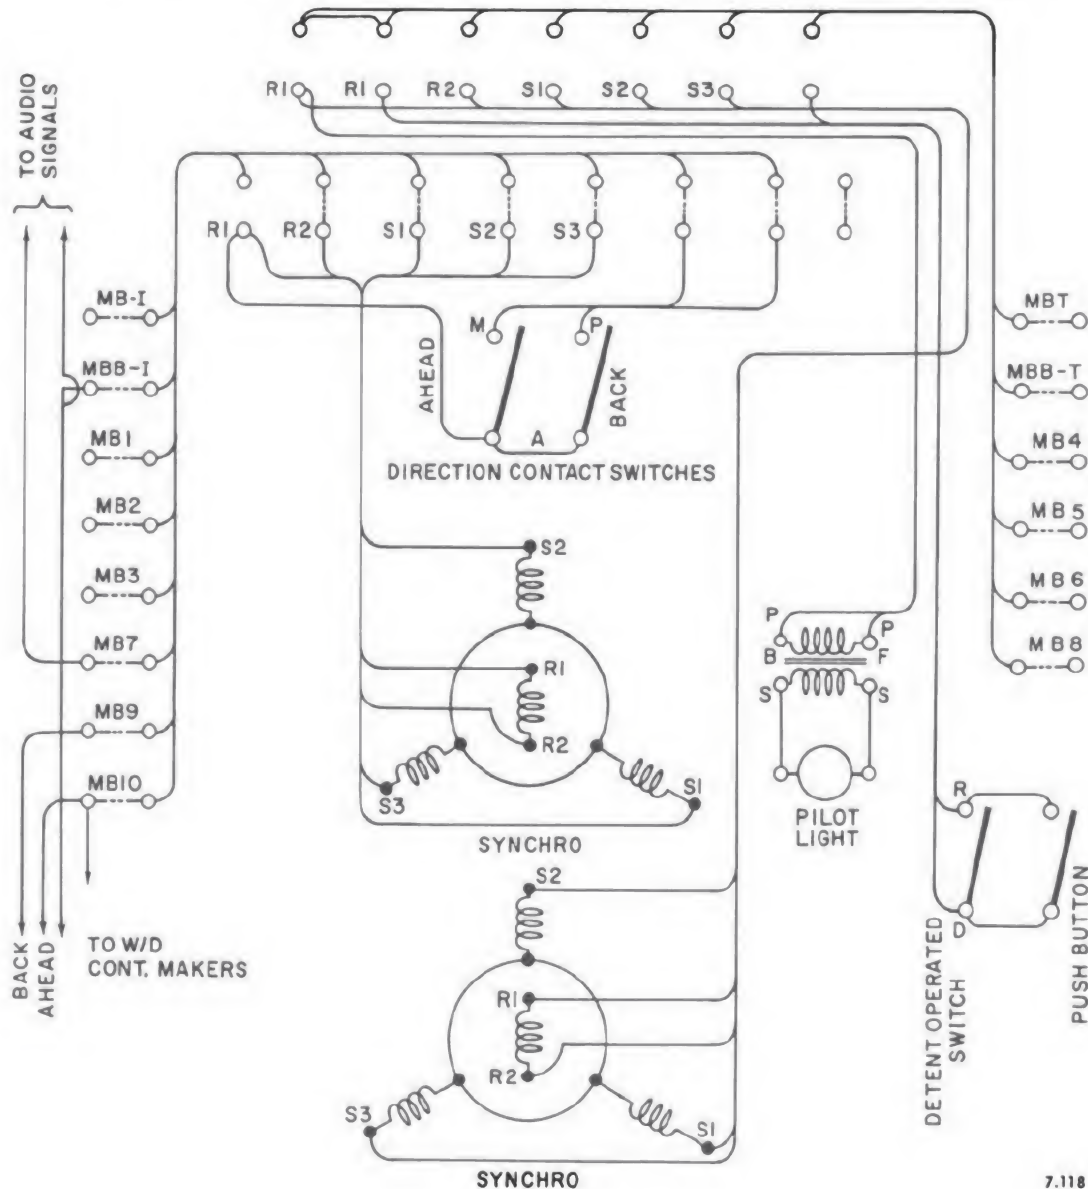 TO AUDIO
SIGNALS
R1 R1 R2 S1 S2 S3
R1 R2 S1 S2 S3
MB-I
MBB-I
MB1
MB2
MB3
MB7
MB9
MB10
MBT
MBB-T
MB4
MB5
MB6
MB8
M P
AHEAD
BACK
A
DIRECTION CONTACT SWITCHES
S2
R1
R2
S3
S1
SYNCHRO
P P
B F
S S
PILOT
LIGHT
R
D
DETENT OPERATED
SWITCH
PUSH BUTTON
BACK
AHEAD
TO W/D
CONT. MAKERS
S2
R1
R2
S3
S1
SYNCHRO
7.118